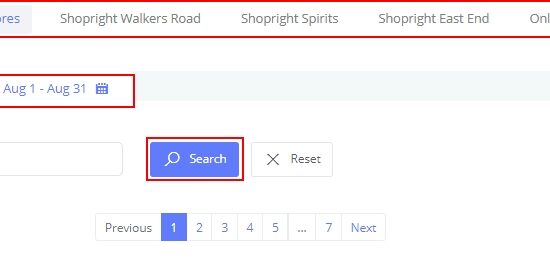 res Shopright Walkers Road Shopright Spirits Shopright East End Onl
Aug 1 - Aug 31
Search Reset
Previous 1 2 3 4 5 ... 7 Next